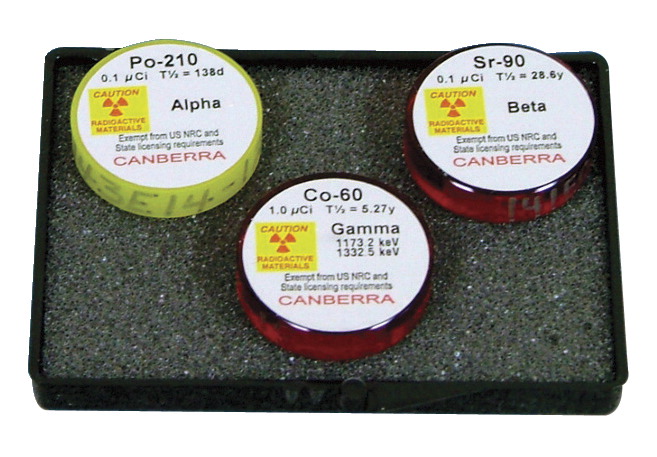 Po-210
0.1 µCi T½ = 138d
CAUTION
RADIOACTIVE
MATERIALS
Alpha
Exempt from US NRC and
State licensing requirements
CANBERRA
Sr-90
0.1 µCi T½ = 28.6y
CAUTION
RADIOACTIVE
MATERIALS
Beta
Exempt from US NRC and
State licensing requirements
CANBERRA
Co-60
1.0 µCi T½ = 5.27y
CAUTION
RADIOACTIVE
MATERIALS
Gamma
1173.2 keV
1332.5 keV
Exempt from US NRC and
State licensing requirements
CANBERRA